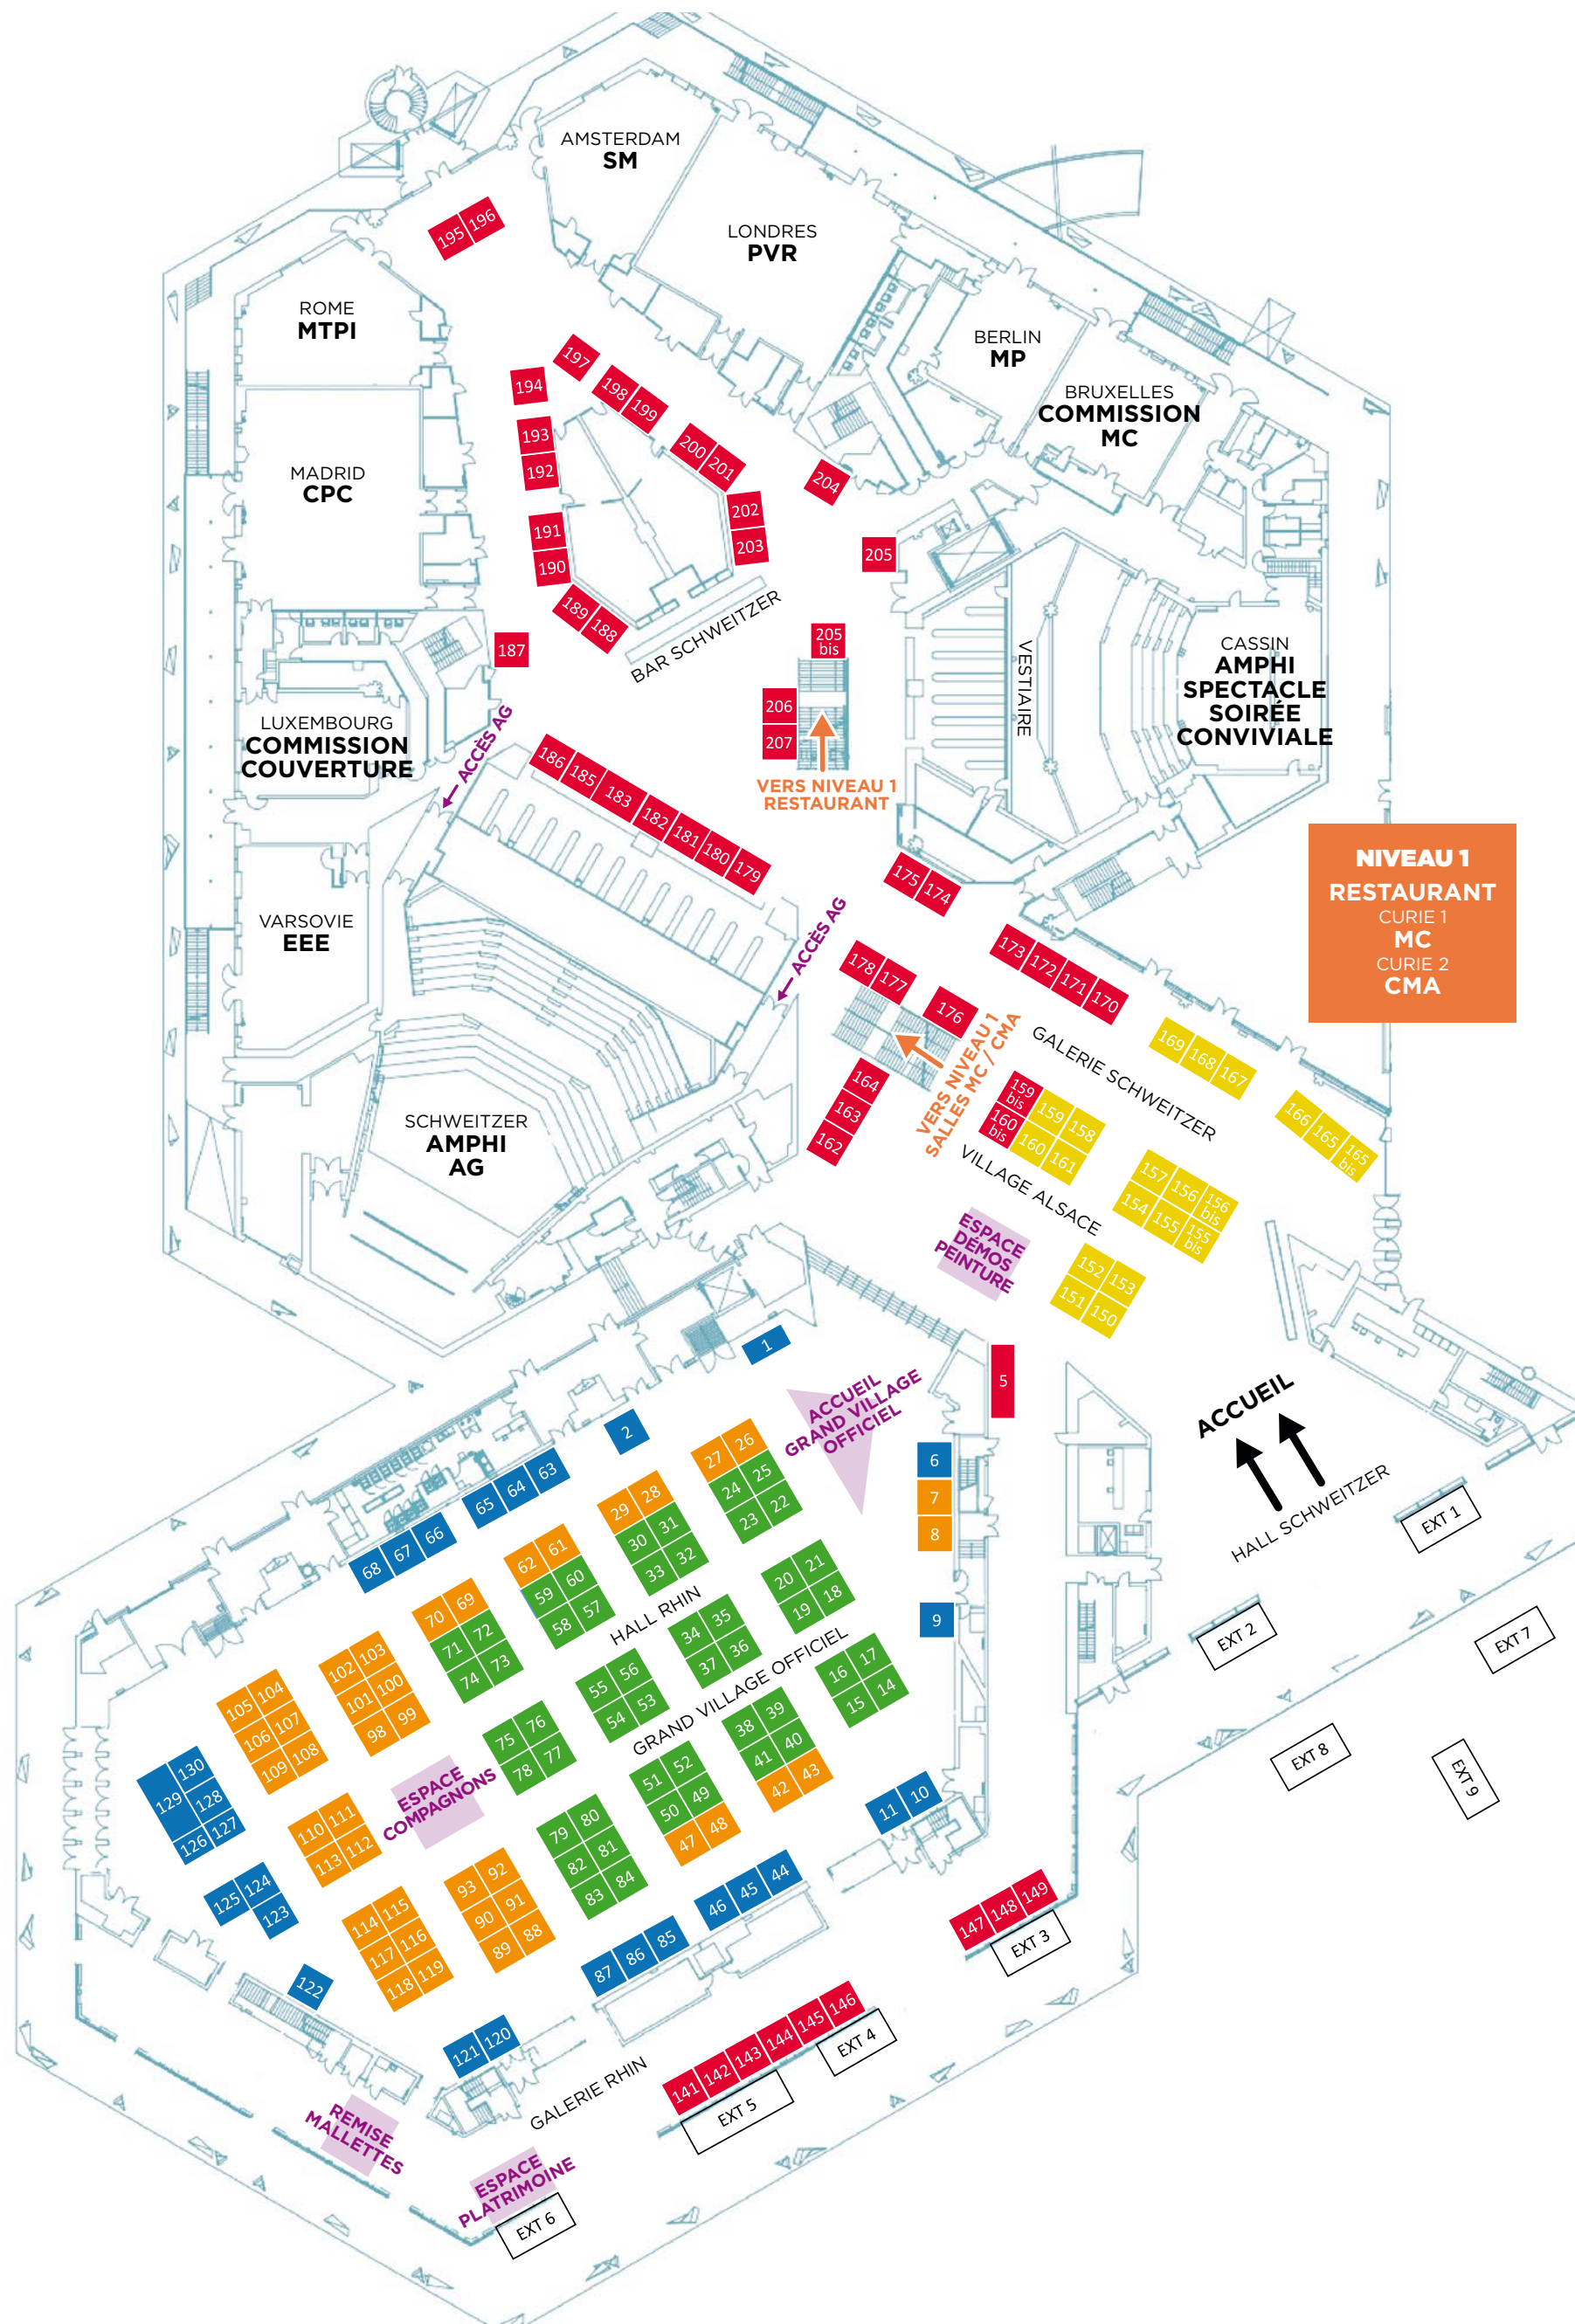 AMSTERDAM
SM
LONDRES
PVR
195 196
ROME
MTPI
BERLIN
MP
BRUXELLES
COMMISSION
MC
MADRID
CPC
197
194
198 199
193
192
200 201
204
202
203
191
190
205
189 188
BAR SCHWEITZER
187
205
bis
206
207
VERS NIVEAU 1
RESTAURANT
VESTIAIRE
CASSIN
AMPHI
SPECTACLE
SOIRÉE
CONVIVIALE
LUXEMBOURG
COMMISSION
COUVERTURE
ACCÈS AG
186 185 183 182 181 180 179
VARSOVIE
EEE
ACCÈS AG
175 174
NIVEAU 1
RESTAURANT
CURIE 1
MC
CURIE 2
CMA
178 177
176
173 172 171 170
VERS NIVEAU 1
SALLES MC / CMA
GALERIE SCHWEITZER
169 168 167
166 165 165
bis
164
163
162
159
bis
159 158
160
bis
160 161
VILLAGE ALSACE
157 156 156
bis
154 155 155
bis
152 153
151 150
ESPACE
DÉMOS
PEINTURE
SCHWEITZER
AMPHI
AG
1
5
ACCUEIL
GRAND VILLAGE
OFFICIEL
ACCUEIL
HALL SCHWEITZER
EXT 1
EXT 2
EXT 7
EXT 8
EXT 9
2
6
7
8
9
27 26
24 25
23 22
65 64 63
68 67 66
29 28
30 31
33 32
62 61
59 60
58 57
HALL RHIN
20 21
19 18
70 69
71 72
74 73
34 35
37 36
GRAND VILLAGE OFFICIEL
16 17
15 14
102 103
101 100
98 99
55 56
54 53
105 104
106 107
109 108
75 76
78 77
38 39
41 40
42 43
51 52
50 49
47 48
130
129 128
126 127
ESPACE
COMPAGNONS
11 10
110 111
113 112
79 80
82 81
83 84
125 124
123
93 92
90 91
89 88
46 45 44
114 115
117 116
118 119
87 86 85
147 148 149
EXT 3
122
121 120
141 142 143 144 145 146
EXT 4
EXT 5
GALERIE RHIN
REMISE
MALLETTES
ESPACE
PLATRIMOINE
EXT 6